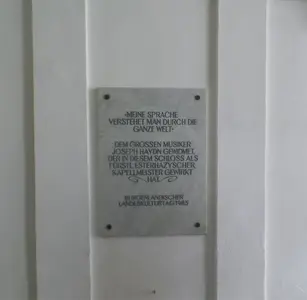 »MEINE SPRACHE
VERSTEHET MAN DURCH DIE
GANZE WELT«
DEM GROSSEN MUSIKER
JOSEPH HAYDN GEWIDMET,
DER IN DIESEM SCHLOSS ALS
FÜRSTL. ESTERHAZYSCHER
KAPELLMEISTER GEWIRKT
HAT.
BURGENLÄNDISCHER